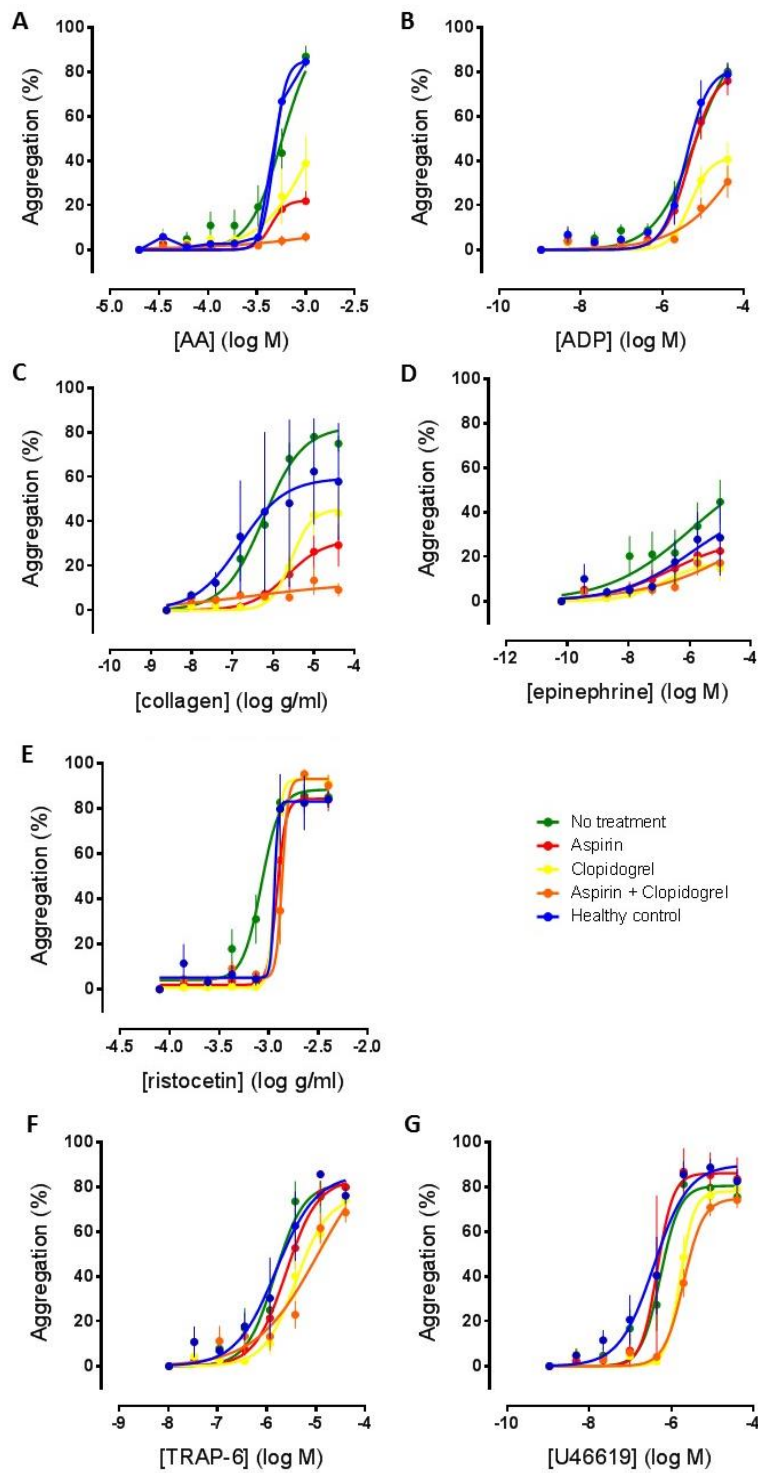 A
100
80
60
40
20
0
Aggregation (%)
-5.0 -4.5 -4.0 -3.5 -3.0 -2.5
[AA] (log M)
B
100
80
60
40
20
0
Aggregation (%)
-10 -8 -6 -4
[ADP] (log M)
C
100
80
60
40
20
0
Aggregation (%)
-10 -9 -8 -7 -6 -5 -4
[collagen] (log g/ml)
D
100
80
60
40
20
0
Aggregation (%)
-12 -10 -8 -6 -4
[epinephrine] (log M)
E
100
80
60
40
20
0
Aggregation (%)
-4.5 -4.0 -3.5 -3.0 -2.5 -2.0
[ristocetin] (log g/ml)
No treatment
Aspirin
Clopidogrel
Aspirin + Clopidogrel
Healthy control
F
100
80
60
40
20
0
Aggregation (%)
-9 -8 -7 -6 -5 -4
[TRAP-6] (log M)
G
100
80
60
40
20
0
Aggregation (%)
-10 -8 -6 -4
[U46619] (log M)